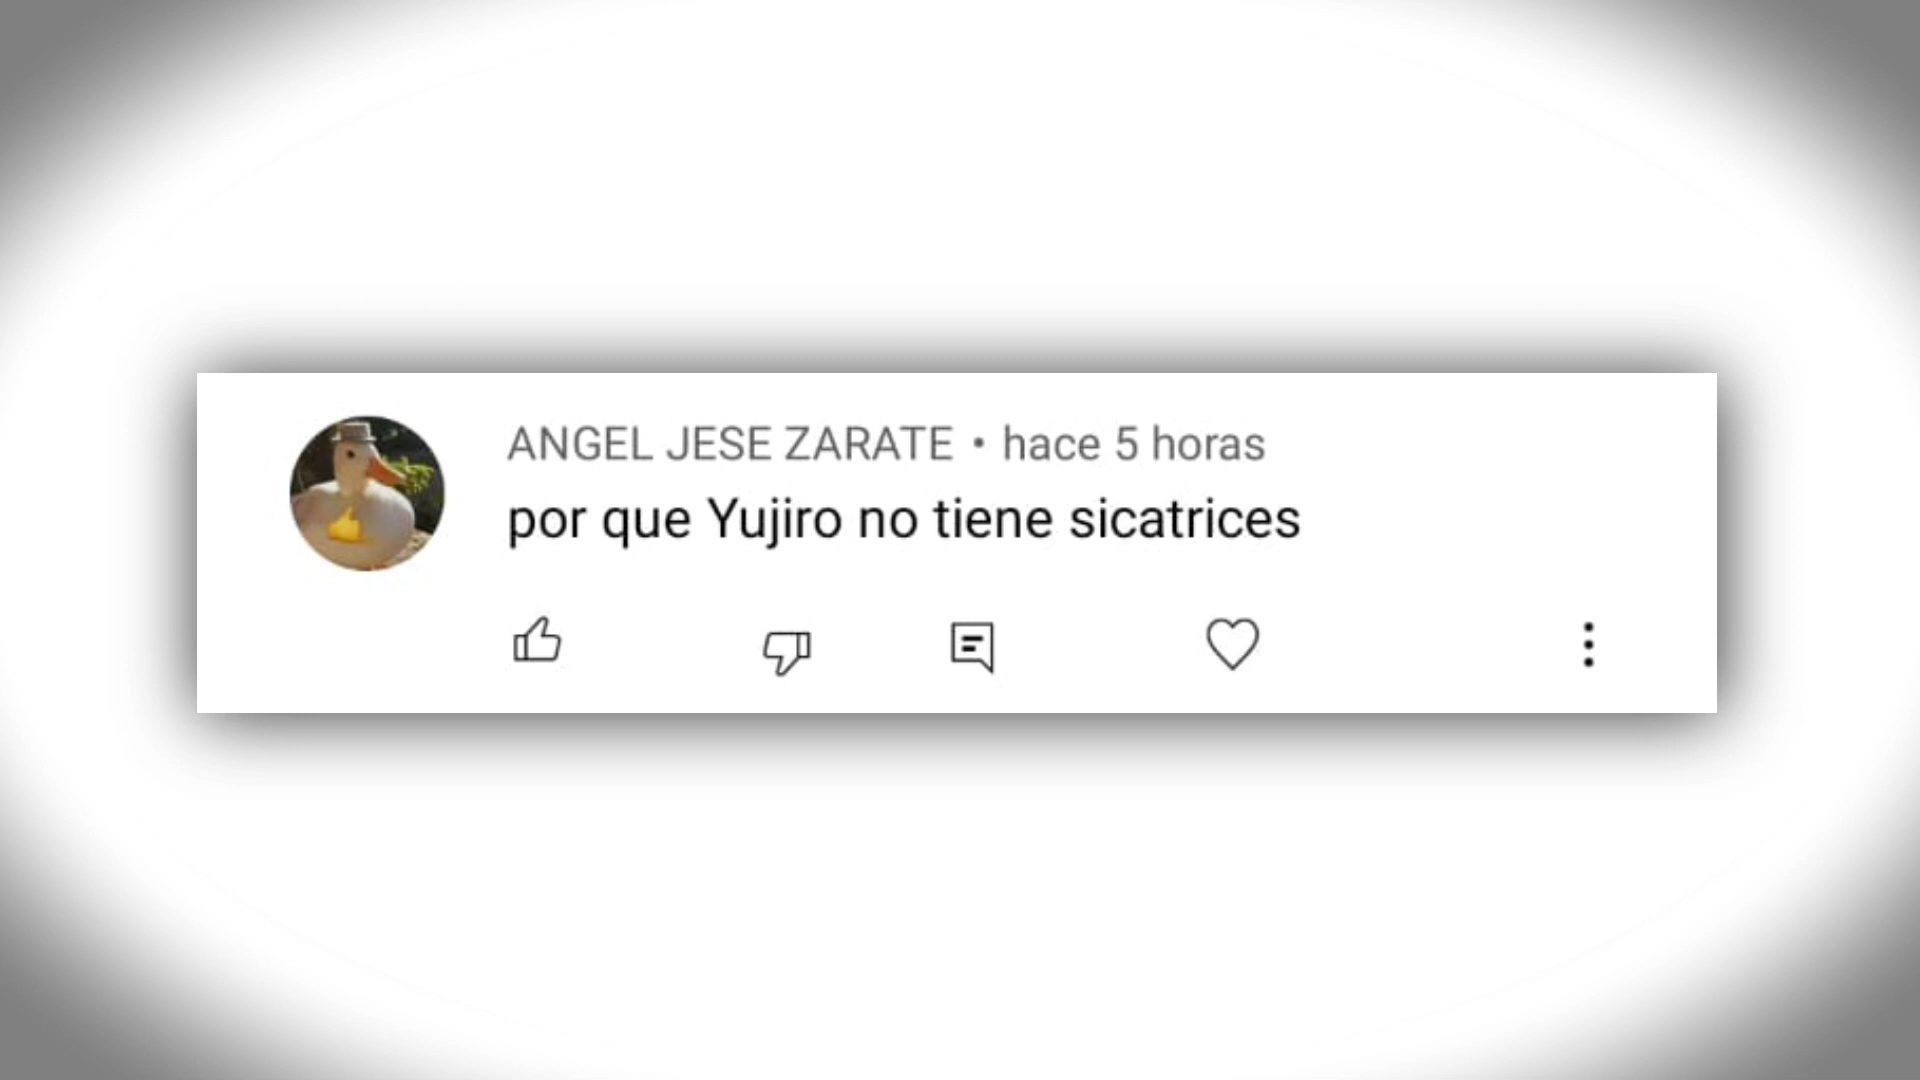 ANGEL JESE ZARATE • hace 5 horas
por que Yujiro no tiene sicatrices